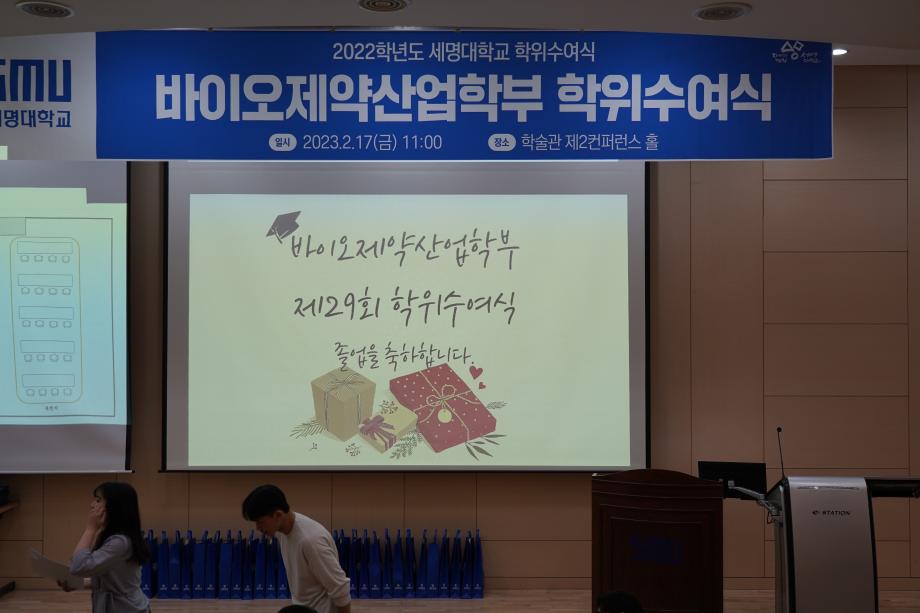 SMU
세명대학교
2022학년도 세명대학교 학위수여식
바이오제약산업학부 학위수여식
일시 2023.2.17(금) 11:00 장소 학술관 제2컨퍼런스 홀
바이오제약산업학부
제29회 학위수여식
졸업을 축하합니다.
STATION